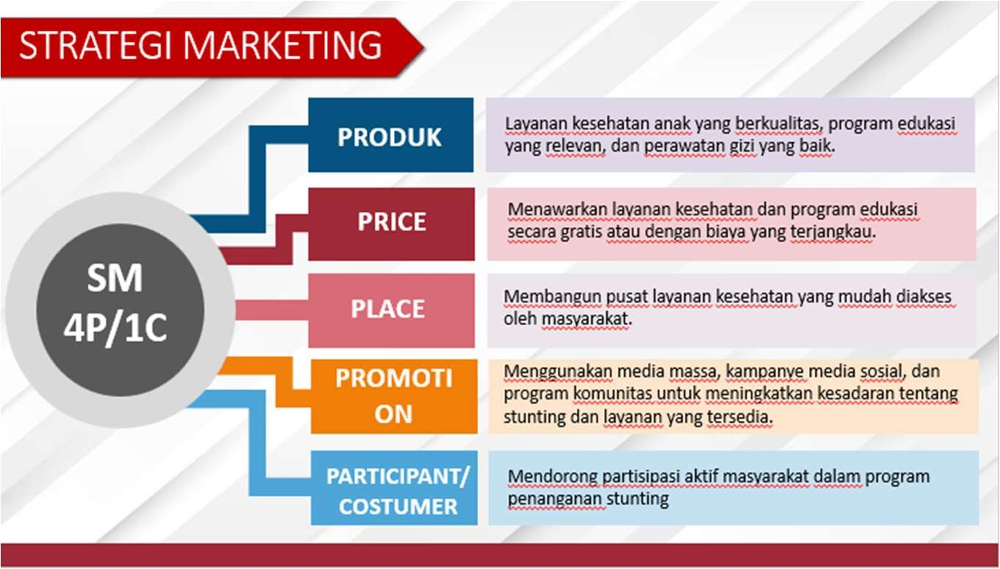 STRATEGI MARKETING
SM
4P/1C
PRODUK
Layanan kesehatan anak yang berkualitas, program edukasi
yang relevan, dan perawatan gizi yang baik.
PRICE
Menawarkan layanan kesehatan dan program edukasi
secara gratis atau dengan biaya yang terjangkau.
PLACE
Membangun pusat layanan kesehatan yang mudah diakses
oleh masyarakat.
PROMOTI
ON
Menggunakan media massa, kampanye media sosial, dan
program komunitas untuk meningkatkan kesadaran tentang
stunting dan layanan yang tersedia.
PARTICIPANT/
COSTUMER
Mendorong partisipasi aktif masyarakat dalam program
penanganan stunting